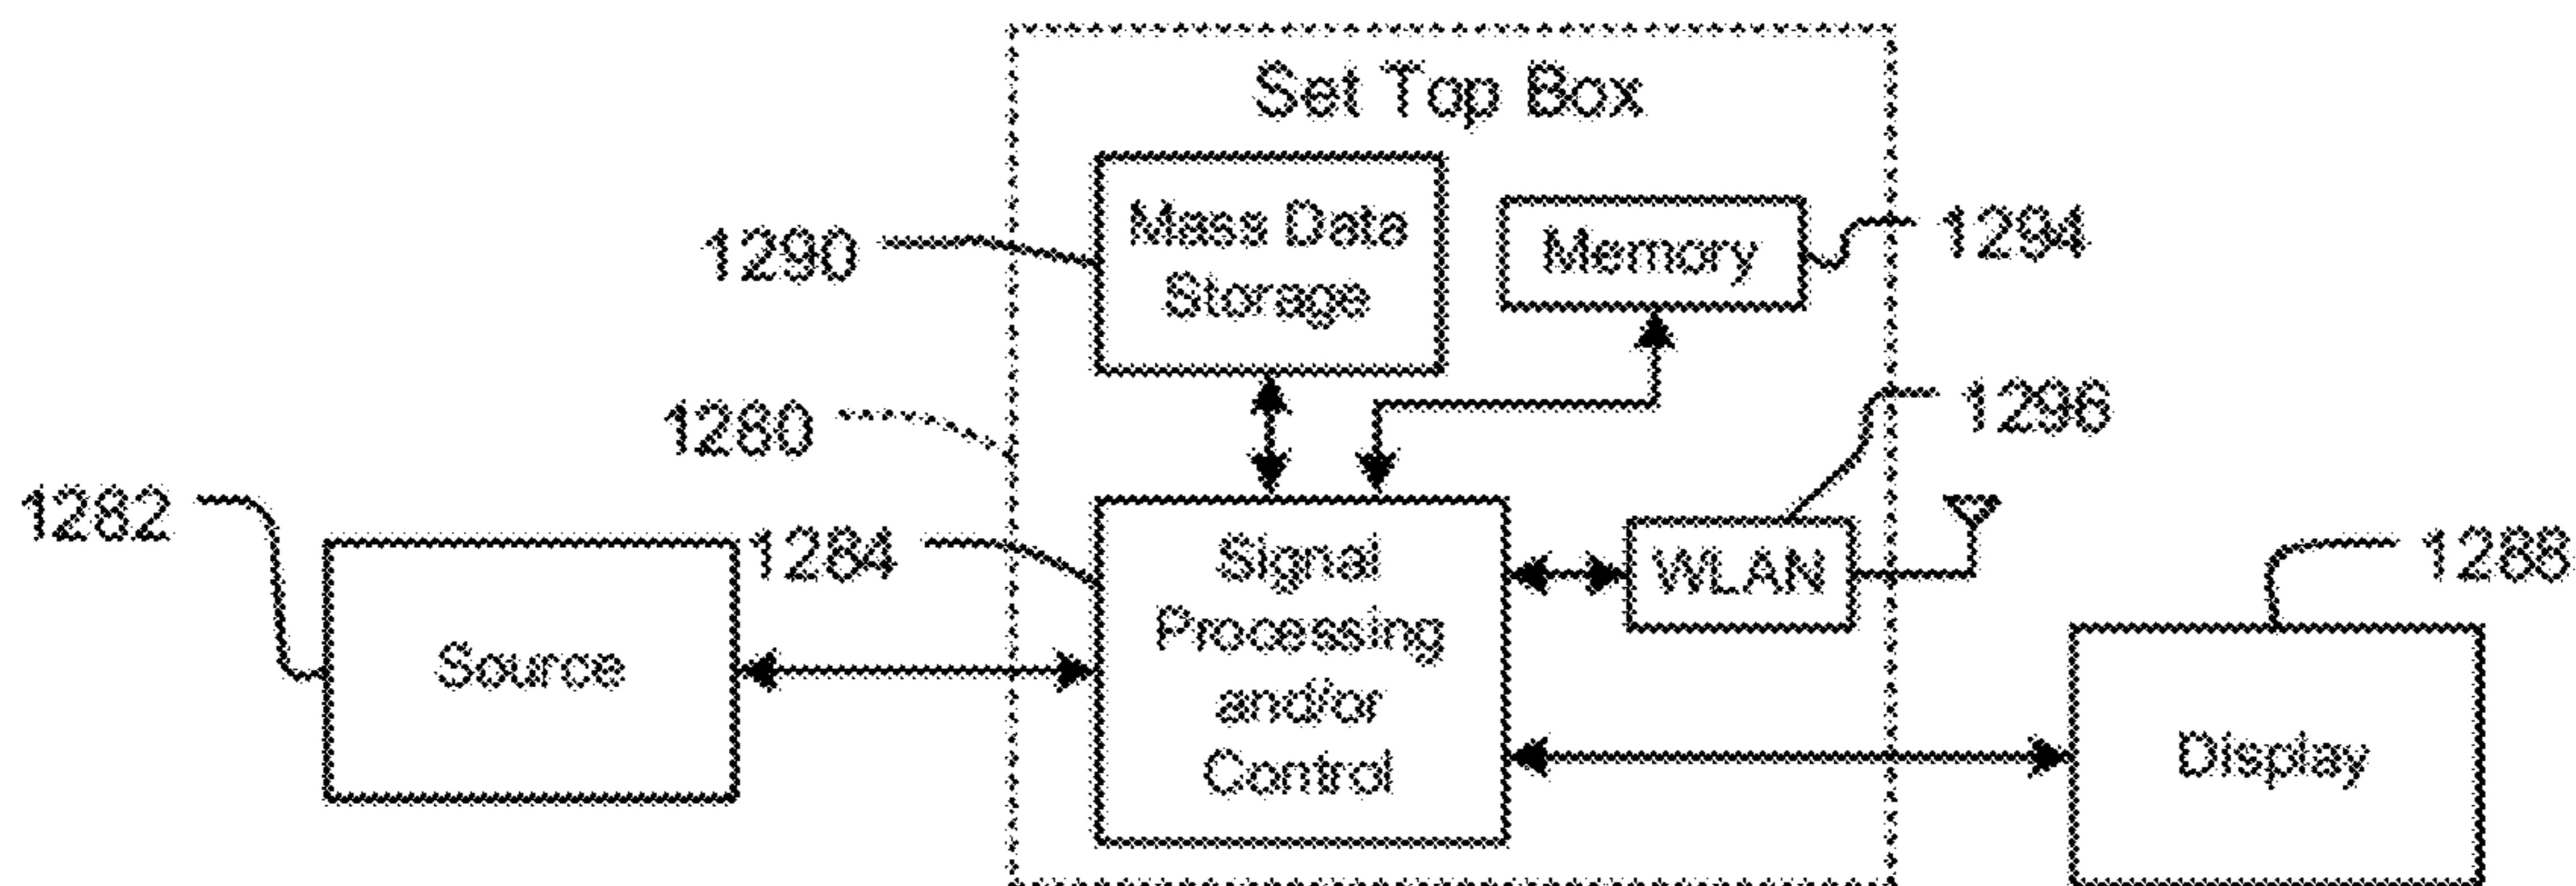 Set Top Box
Mass Data
Storage
Memory
1290
1294
1280
1296
1282
1284
Signal
Processing
and/or
Control
WLAN
1288
Source
Display